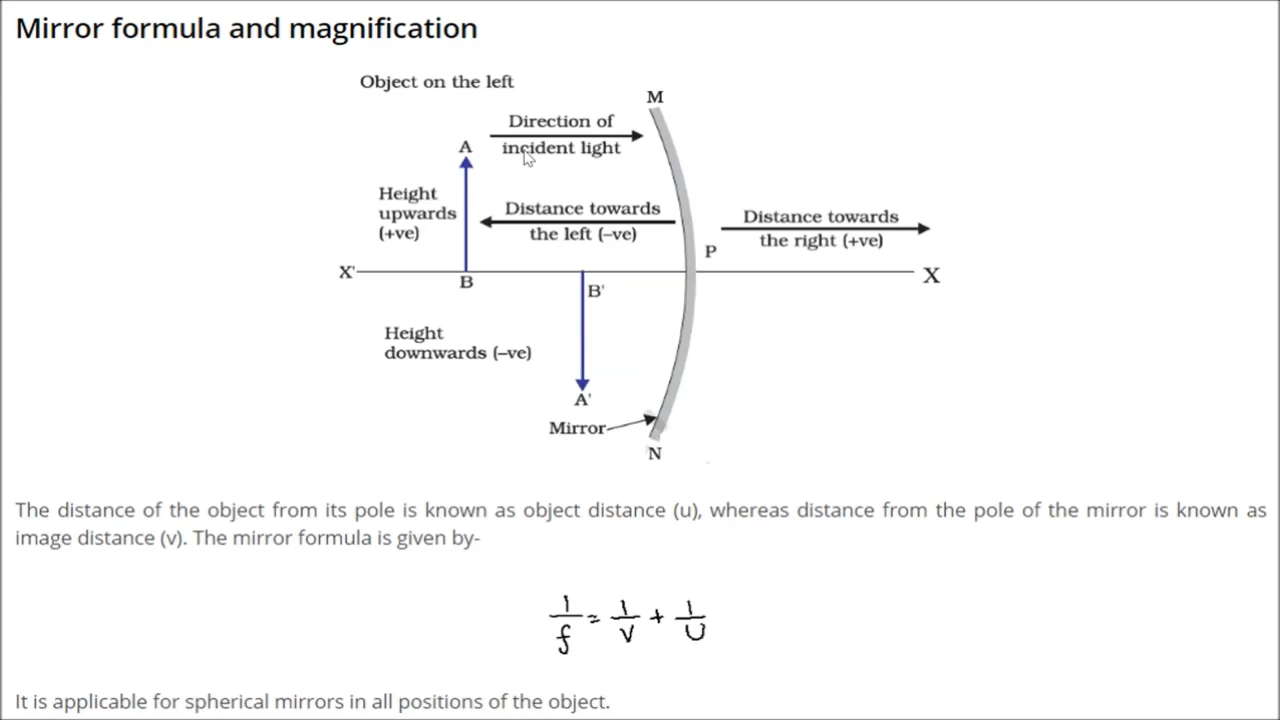 Mirror formula and magnification
Object on the left
M
Direction of
incident light
A
Height
upwards
(+ve)
Distance towards
the left (–ve)
Distance towards
the right (+ve)
P
X'
X
B
B'
Height
downwards (–ve)
A'
Mirror
N
The distance of the object from its pole is known as object distance (u), whereas distance from the pole of the mirror is known as
image distance (v). The mirror formula is given by-
1/f = 1/v + 1/u
It is applicable for spherical mirrors in all positions of the object.